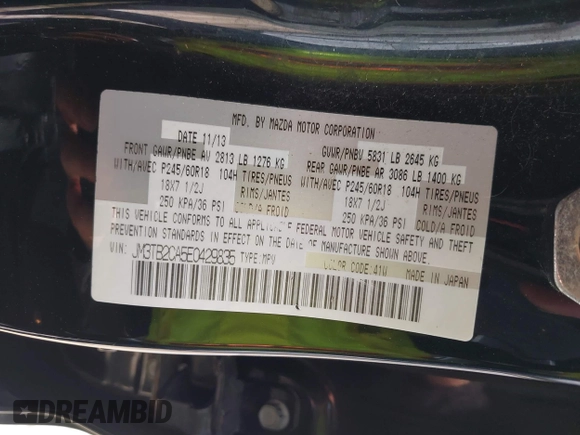 MFD. BY MAZDA MOTOR CORPORATION
DATE 11/13 GVWR/PNBV 5831 LB 2645 KG
FRONT GAWR/PNBE AV 2813 LB 1276 KG REAR GAWR/PNBE AR 3086 LB 1400 KG
WITH/AVEC P245/60R18 104H TIRES/PNEUS WITH/AVEC P245/60R18 104H TIRES/PNEUS
18X7 1/2J RIMS/JANTES 18X7 1/2J RIMS/JANTES
250 KPA/36 PSI COLD/A FROID 250 KPA/36 PSI COLD/A FROID
THIS VEHICLE CONFORMS TO ALL APPLICABLE FEDERAL MOTOR VEHICLE SAFETY AND THEFT
PREVENTION STANDARDS IN EFFECT ON THE DATE OF MANUFACTURE SHOWN ABOVE.
VIN: JM3TB2CA5E0429835 TYPE:MPV COLOR CODE:41W MADE IN JAPAN
DREAMBID